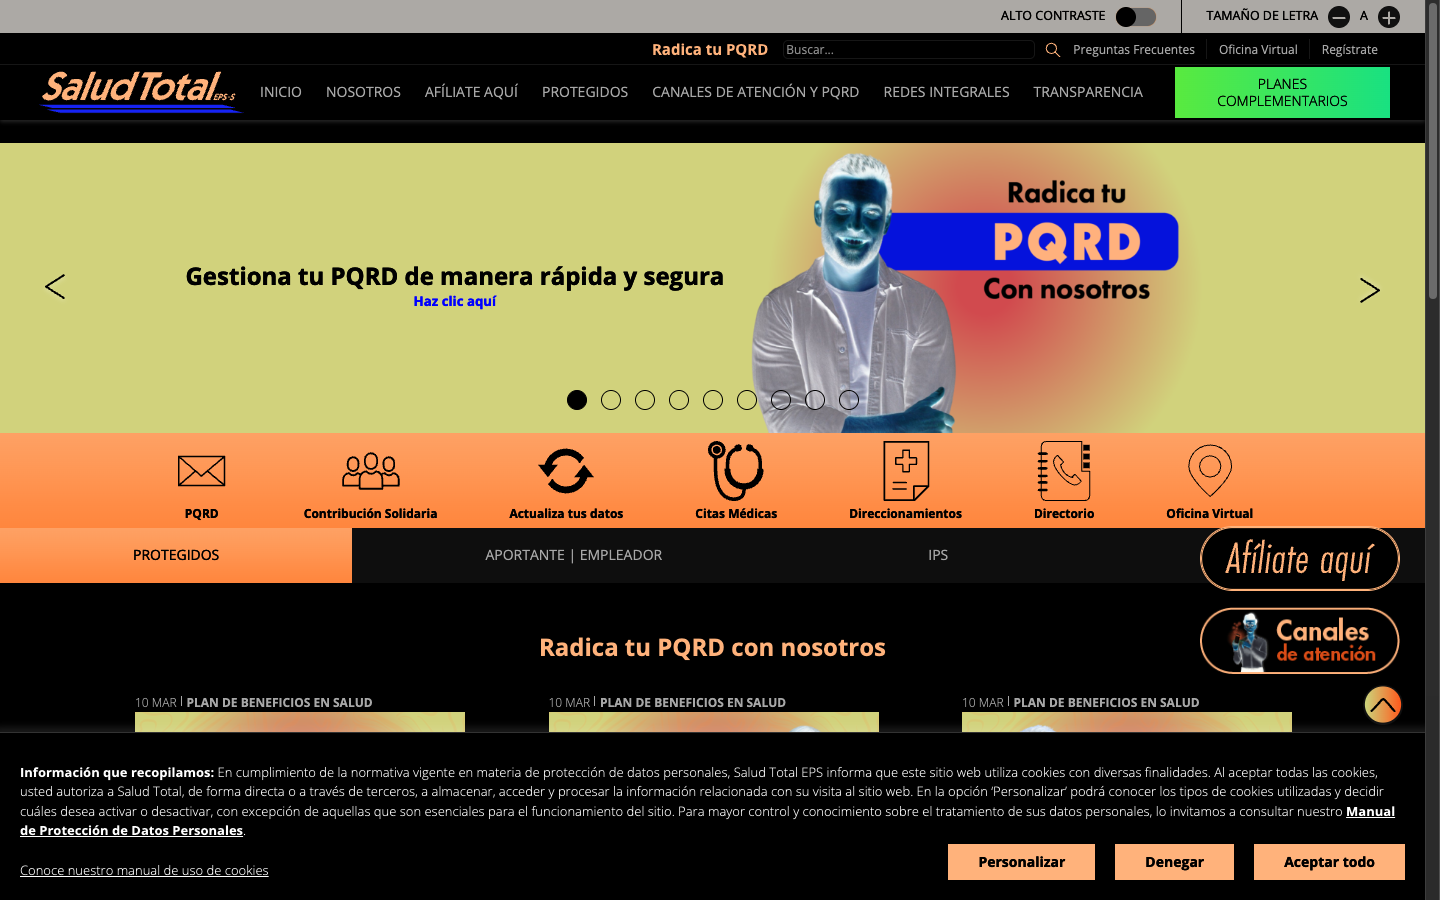 ALTO CONTRASTE
TAMAÑO DE LETRA
A
Radica tu PQRD
Buscar...
Preguntas Frecuentes
Oficina Virtual
Regístrate
SaludTotal EPS-S
INICIO
NOSOTROS
AFÍLIATE AQUÍ
PROTEGIDOS
CANALES DE ATENCIÓN Y PQRD
REDES INTEGRALES
TRANSPARENCIA
PLANES
COMPLEMENTARIOS
Gestiona tu PQRD de manera rápida y segura
Haz clic aquí
Radica tu
PQRD
Con nosotros
PQRD
Contribución Solidaria
Actualiza tus datos
Citas Médicas
Direccionamientos
Directorio
Oficina Virtual
PROTEGIDOS
APORTANTE | EMPLEADOR
IPS
Afíliate aquí
Canales
de atención
Radica tu PQRD con nosotros
10 MAR | PLAN DE BENEFICIOS EN SALUD
10 MAR | PLAN DE BENEFICIOS EN SALUD
10 MAR | PLAN DE BENEFICIOS EN SALUD
Información que recopilamos: En cumplimiento de la normativa vigente en materia de protección de datos personales, Salud Total EPS informa que este sitio web utiliza cookies con diversas finalidades. Al aceptar todas las cookies,
usted autoriza a Salud Total, de forma directa o a través de terceros, a almacenar, acceder y procesar la información relacionada con su visita al sitio web. En la opción ‘Personalizar’ podrá conocer los tipos de cookies utilizadas y decidir
cuáles desea activar o desactivar, con excepción de aquellas que son esenciales para el funcionamiento del sitio. Para mayor control y conocimiento sobre el tratamiento de sus datos personales, lo invitamos a consultar nuestro Manual
de Protección de Datos Personales.
Conoce nuestro manual de uso de cookies
Personalizar
Denegar
Aceptar todo